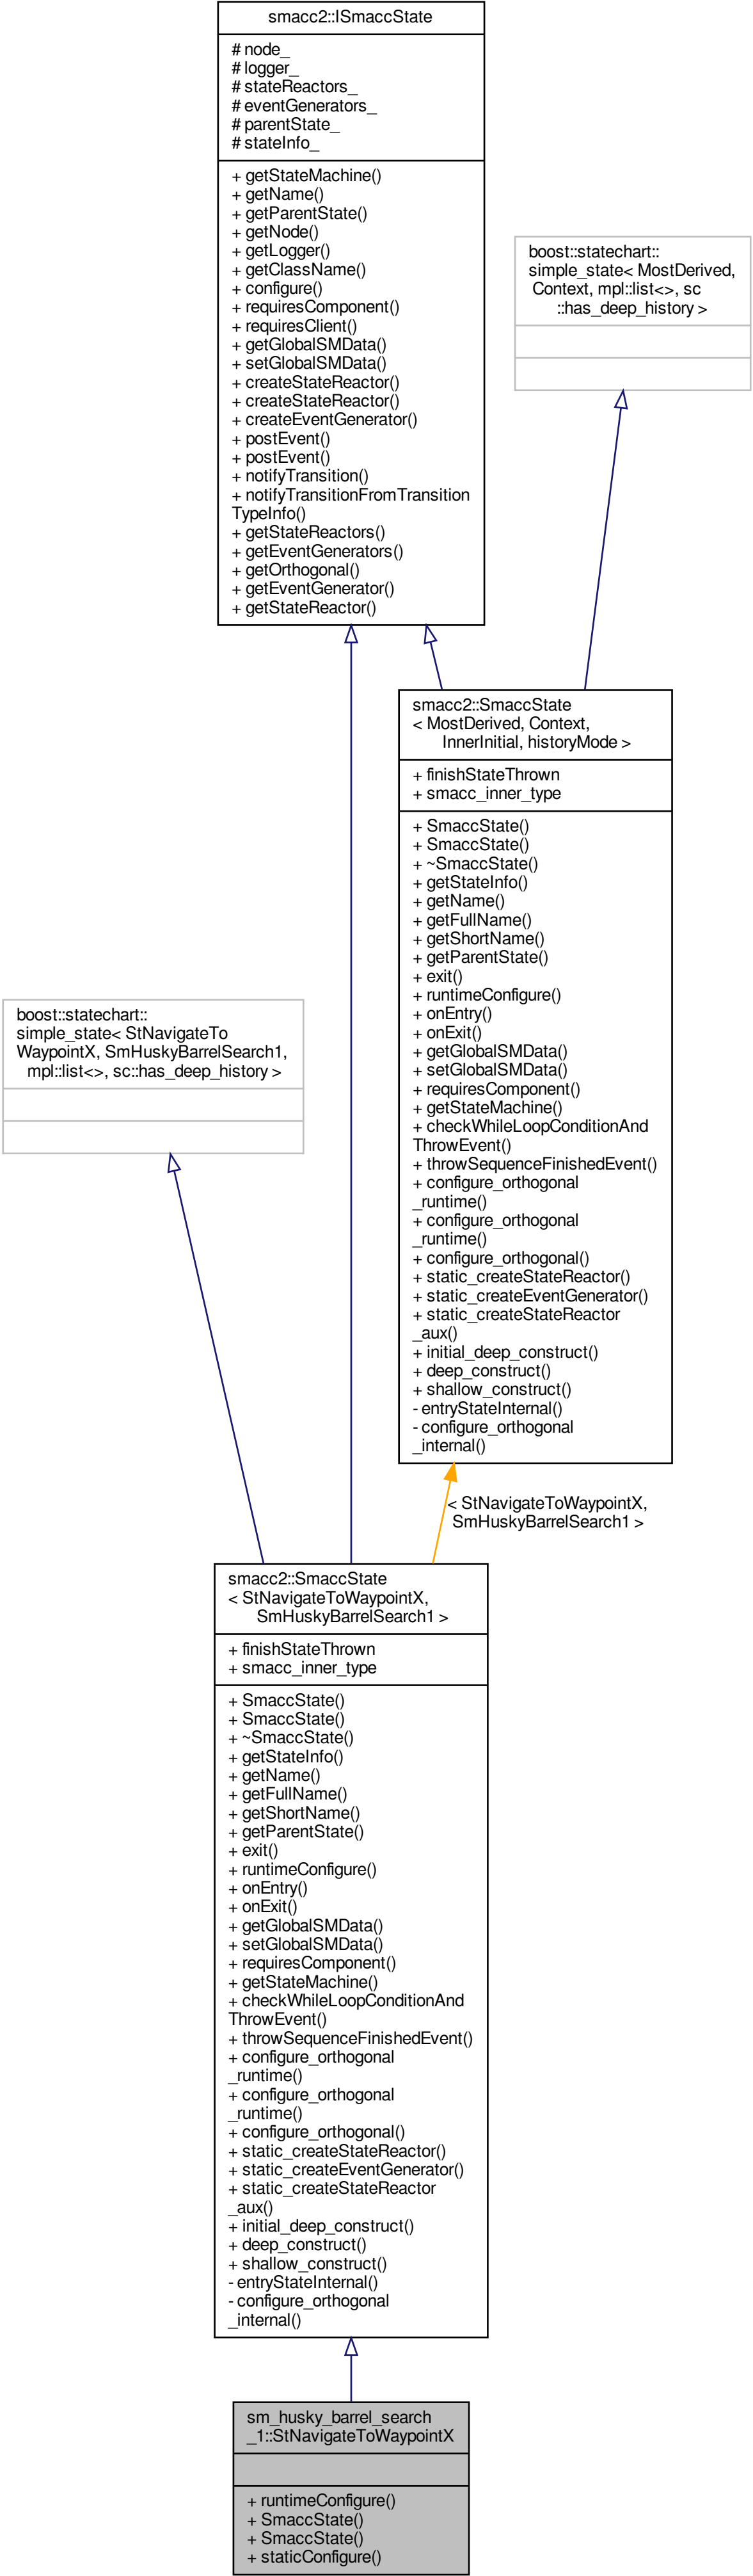 smacc2::ISmaccState
# node_
# logger_
# stateReactors_
# eventGenerators_
# parentState_
# stateInfo_
+ getStateMachine()
+ getName()
+ getParentState()
+ getNode()
+ getLogger()
+ getClassName()
+ configure()
+ requiresComponent()
+ requiresClient()
+ getGlobalSMData()
+ setGlobalSMData()
+ createStateReactor()
+ createStateReactor()
+ createEventGenerator()
+ postEvent()
+ postEvent()
+ notifyTransition()
+ notifyTransitionFromTransition
TypeInfo()
+ getStateReactors()
+ getEventGenerators()
+ getOrthogonal()
+ getEventGenerator()
+ getStateReactor()
boost::statechart::
simple_state< MostDerived,
Context, mpl::list<>, sc
::has_deep_history >
smacc2::SmaccState
< MostDerived, Context,
InnerInitial, historyMode >
+ finishStateThrown
+ smacc_inner_type
+ SmaccState()
+ SmaccState()
+ ~SmaccState()
+ getStateInfo()
+ getName()
+ getFullName()
+ getShortName()
+ getParentState()
+ exit()
+ runtimeConfigure()
+ onEntry()
+ onExit()
+ getGlobalSMData()
+ setGlobalSMData()
+ requiresComponent()
+ getStateMachine()
+ checkWhileLoopConditionAnd
ThrowEvent()
+ throwSequenceFinishedEvent()
+ configure_orthogonal
_runtime()
+ configure_orthogonal
_runtime()
+ configure_orthogonal()
+ static_createStateReactor()
+ static_createEventGenerator()
+ static_createStateReactor
_aux()
+ initial_deep_construct()
+ deep_construct()
+ shallow_construct()
- entryStateInternal()
- configure_orthogonal
_internal()
boost::statechart::
simple_state< StNavigateTo
WaypointX, SmHuskyBarrelSearch1,
mpl::list<>, sc::has_deep_history >
< StNavigateToWaypointX,
SmHuskyBarrelSearch1 >
smacc2::SmaccState
< StNavigateToWaypointX,
SmHuskyBarrelSearch1 >
+ finishStateThrown
+ smacc_inner_type
+ SmaccState()
+ SmaccState()
+ ~SmaccState()
+ getStateInfo()
+ getName()
+ getFullName()
+ getShortName()
+ getParentState()
+ exit()
+ runtimeConfigure()
+ onEntry()
+ onExit()
+ getGlobalSMData()
+ setGlobalSMData()
+ requiresComponent()
+ getStateMachine()
+ checkWhileLoopConditionAnd
ThrowEvent()
+ throwSequenceFinishedEvent()
+ configure_orthogonal
_runtime()
+ configure_orthogonal
_runtime()
+ configure_orthogonal()
+ static_createStateReactor()
+ static_createEventGenerator()
+ static_createStateReactor
_aux()
+ initial_deep_construct()
+ deep_construct()
+ shallow_construct()
- entryStateInternal()
- configure_orthogonal
_internal()
sm_husky_barrel_search
_1::StNavigateToWaypointX
+ runtimeConfigure()
+ SmaccState()
+ SmaccState()
+ staticConfigure()